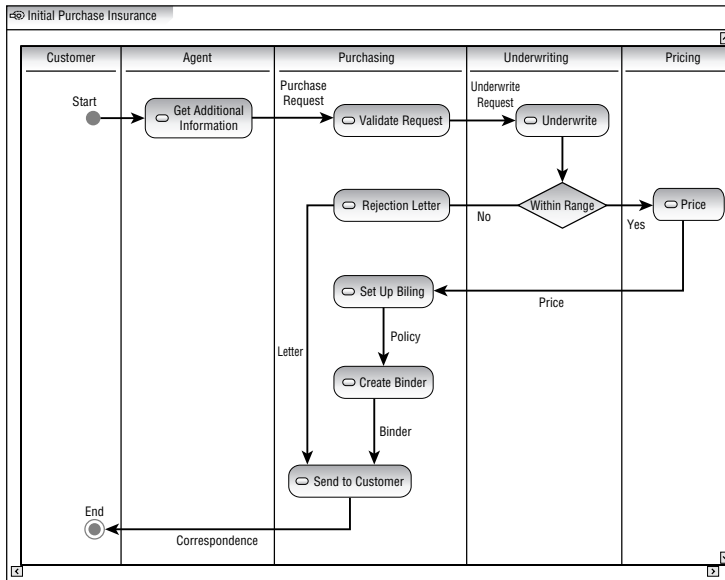 Initial Purchase Insurance
Customer
Agent
Purchasing
Underwriting
Pricing
Start
Get Additional
Information
Purchase
Request
Validate Request
Underwrite
Request
Underwrite
Rejection Letter
No
Within Range
Yes
Price
Set Up Biling
Price
Policy
Letter
Create Binder
Binder
Send to Customer
End
Correspondence